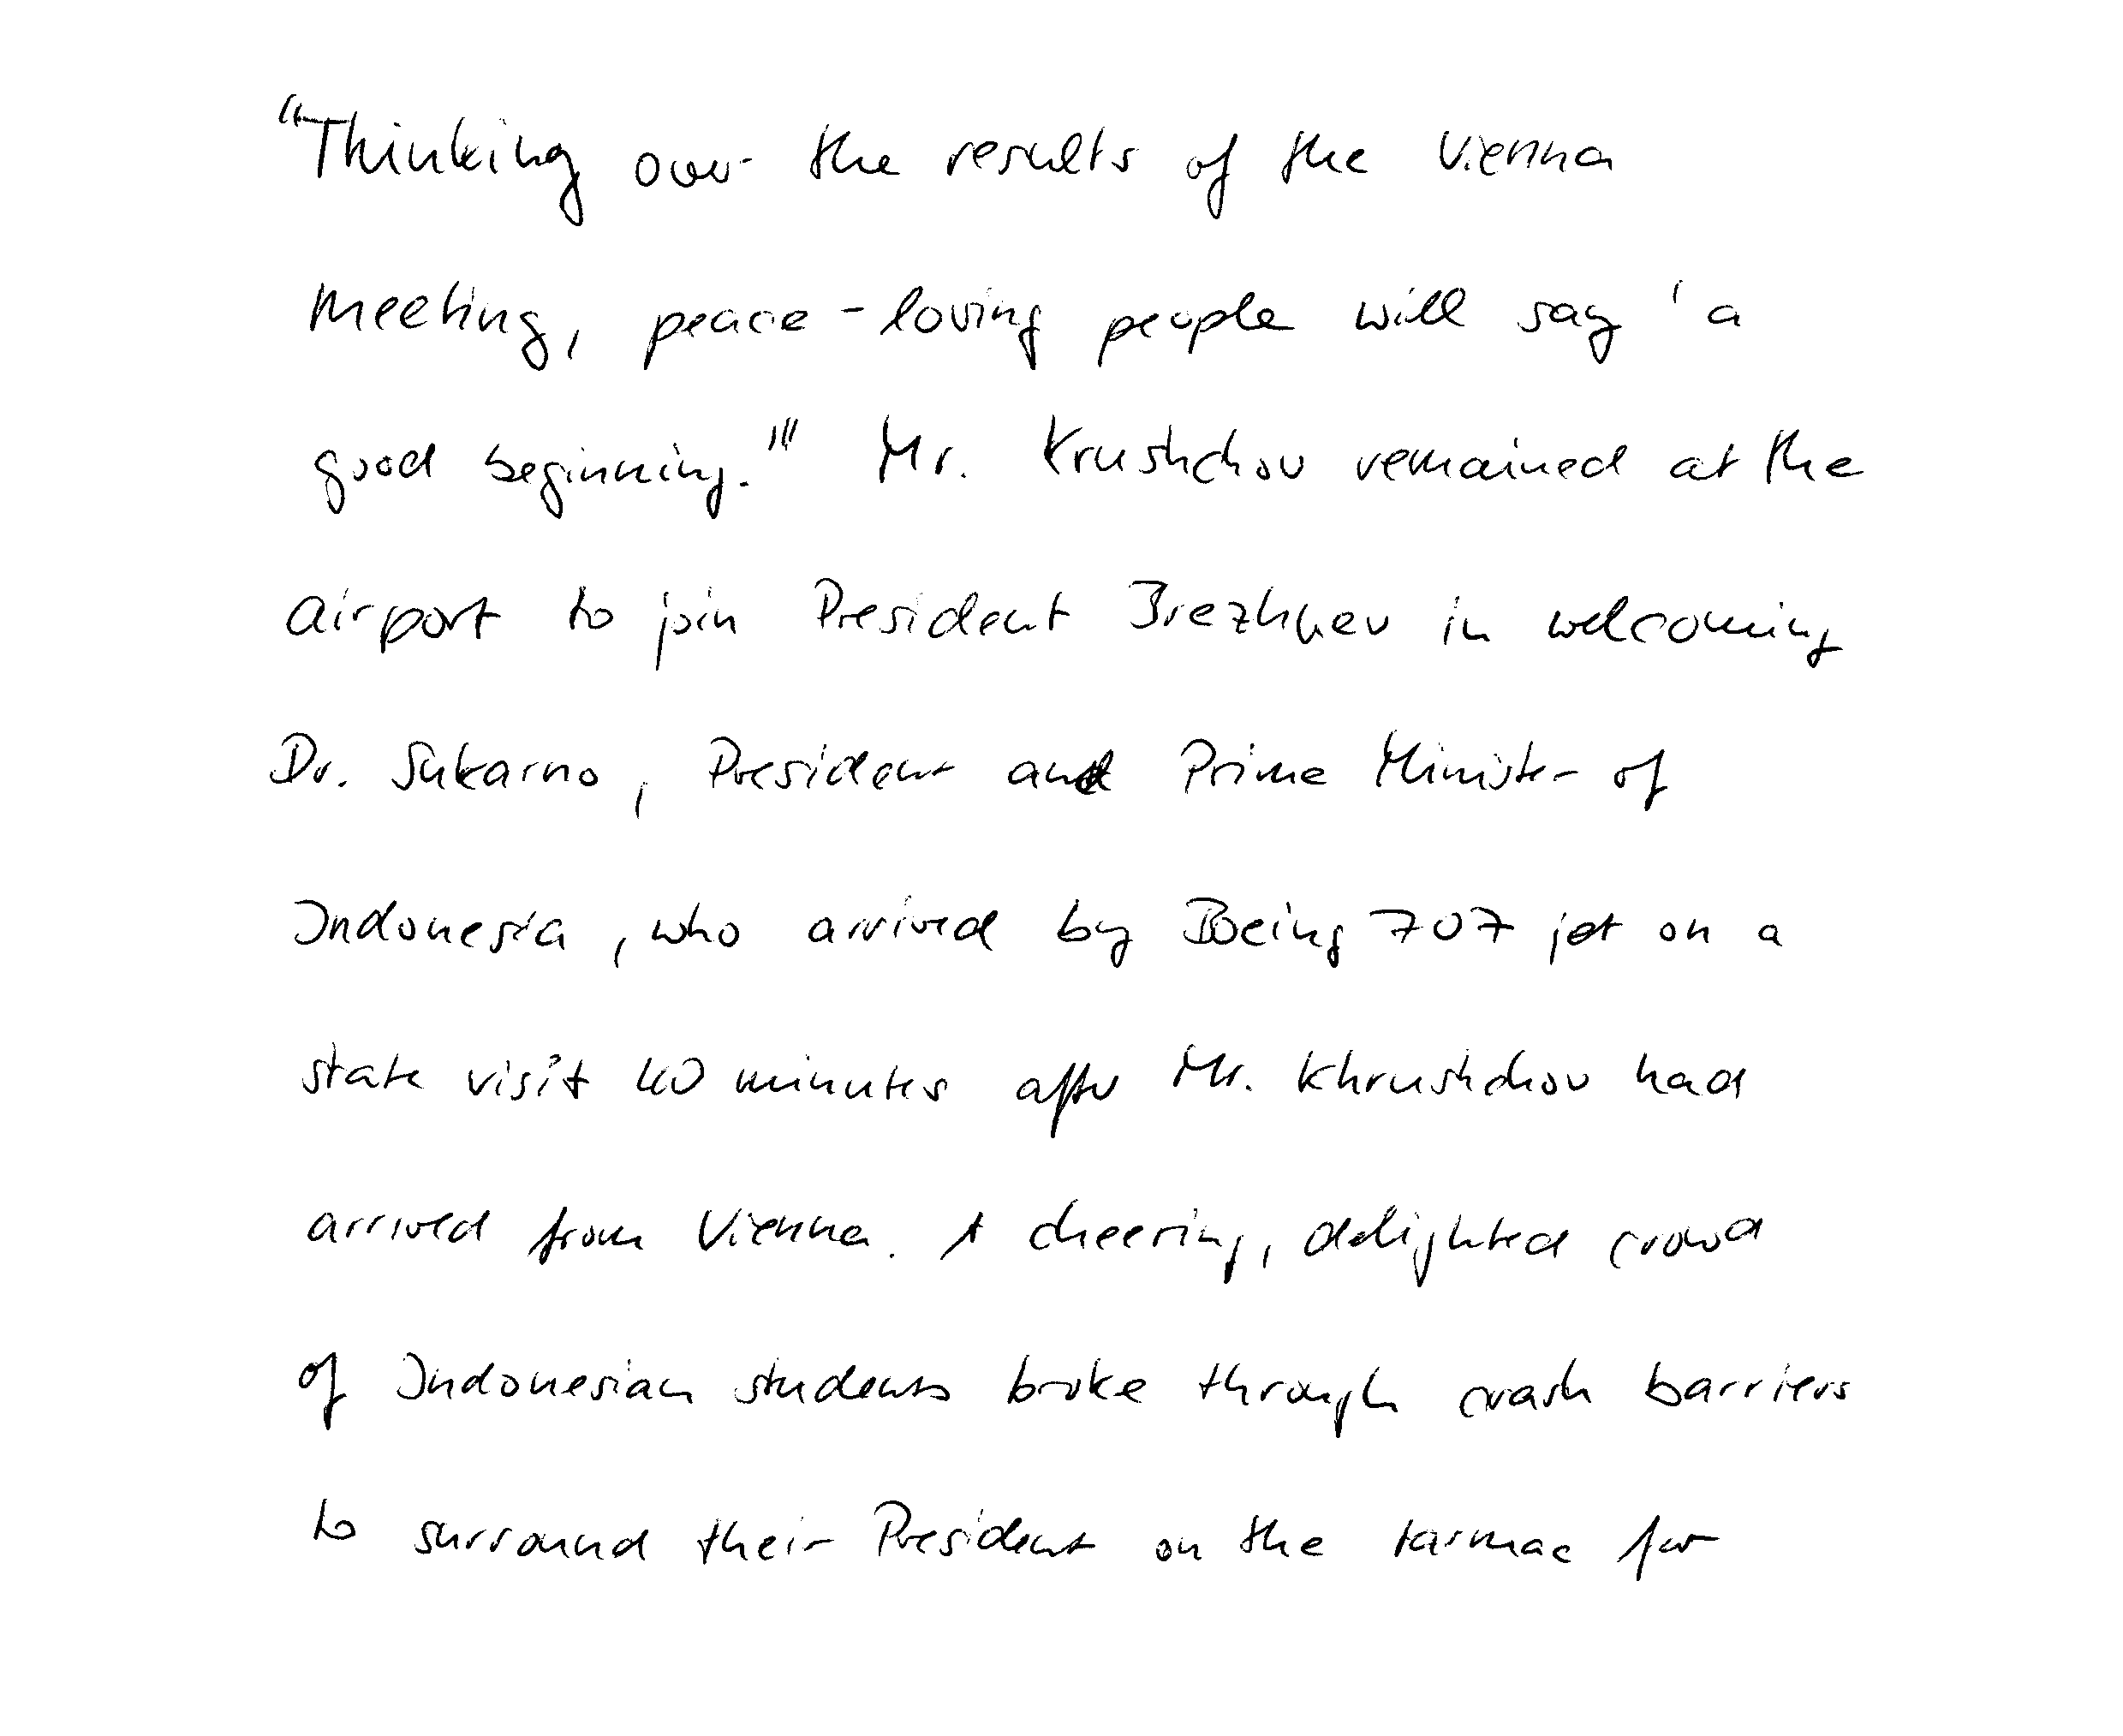 "Thinking over the results of the Vienna
meeting, peace-loving people will say 'a
good beginning.'" Mr. Krushchov remained at the
airport to join President Brezhnev in welcoming
Dr. Sukarno, President and Prime Minister of
Indonesia, who arrived by Boeing 707 jet on a
state visit 40 minutes after Mr. Khrushchov had
arrived from Vienna. A cheering, delighted crowd
of Indonesian students broke through crash barriers
to surround their President on the tarmac for